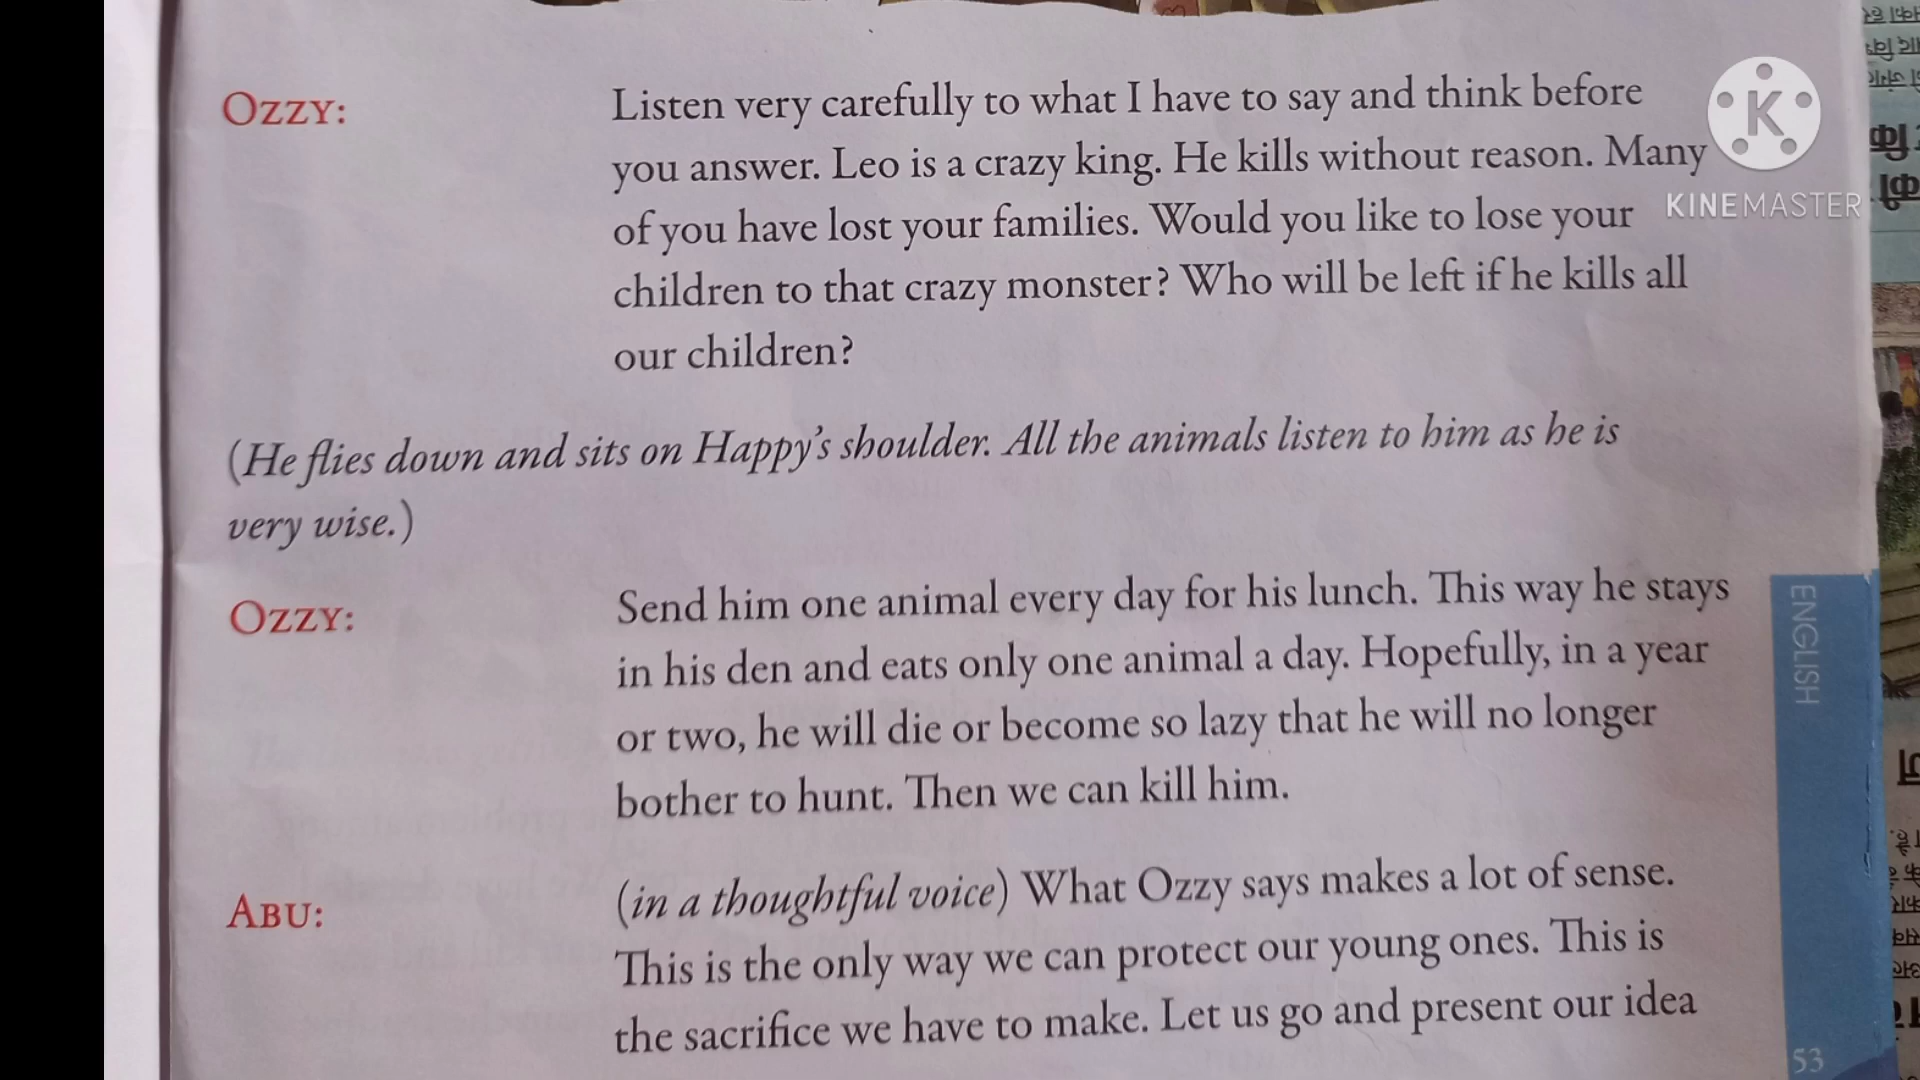 OZZY: Listen very carefully to what I have to say and think before
you answer. Leo is a crazy king. He kills without reason. Many
of you have lost your families. Would you like to lose your
children to that crazy monster? Who will be left if he kills all
our children?
(He flies down and sits on Happy's shoulder. All the animals listen to him as he is
very wise.)
OZZY: Send him one animal every day for his lunch. This way he stays
in his den and eats only one animal a day. Hopefully, in a year
or two, he will die or become so lazy that he will no longer
bother to hunt. Then we can kill him.
ABU: (in a thoughtful voice) What Ozzy says makes a lot of sense.
This is the only way we can protect our young ones. This is
the sacrifice we have to make. Let us go and present our idea
ENGLISH
53
K
KINEMASTER